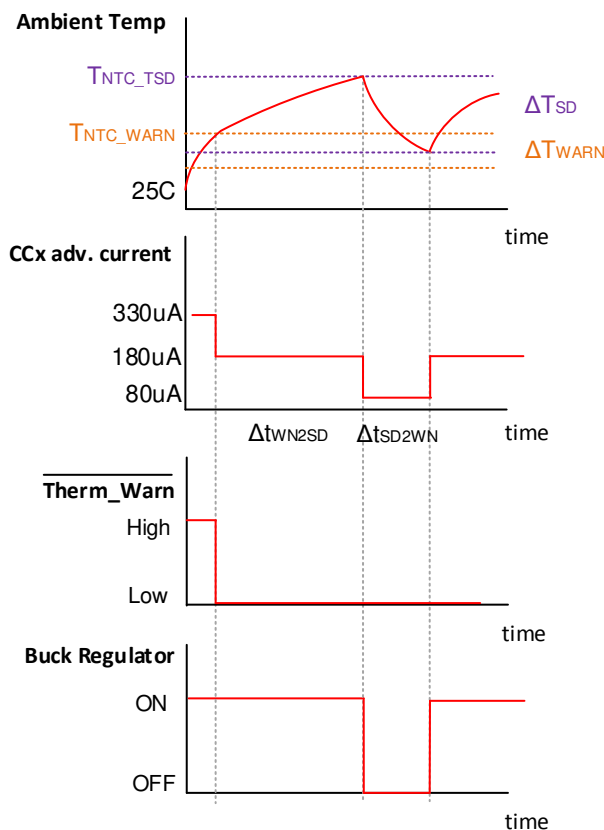 Ambient Temp
TNTC_TSD
ΔTSD
TNTC_WARN
ΔTWARN
25C
time
CCx adv. current
330uA
180uA
80uA
ΔtWN2SD ΔtSD2WN time
Therm_Warn
High
Low
time
Buck Regulator
ON
OFF
time